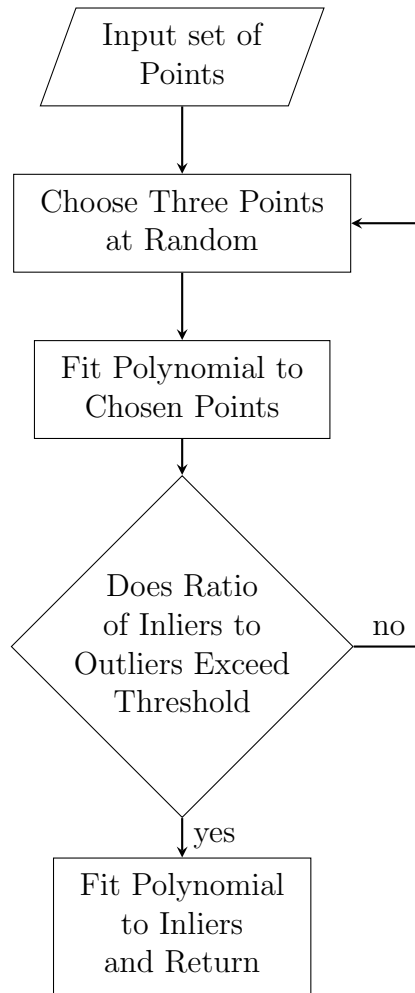 Input set of
Points
Choose Three Points
at Random
Fit Polynomial to
Chosen Points
Does Ratio
of Inliers to
Outliers Exceed
Threshold
no
yes
Fit Polynomial
to Inliers
and Return